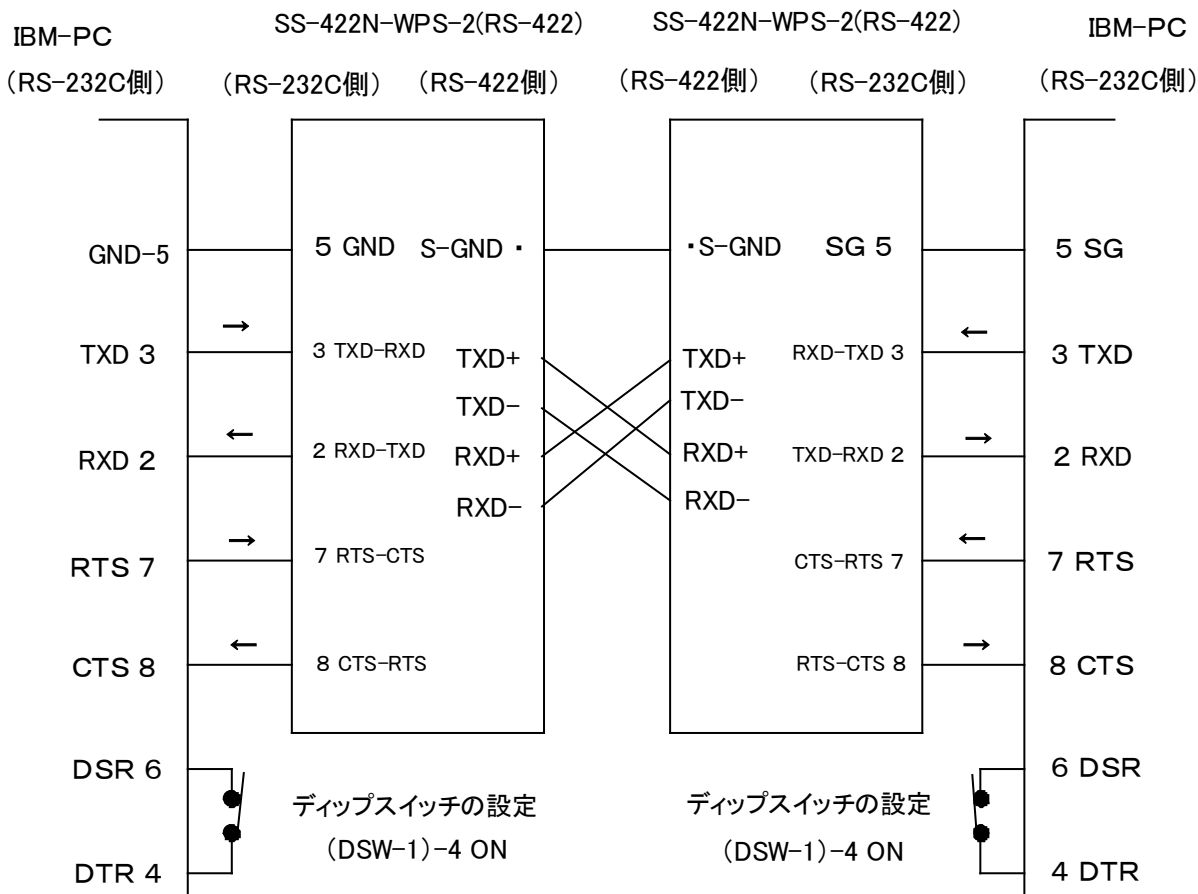 IBM-PC SS-422N-WPS-2(RS-422) SS-422N-WPS-2(RS-422) IBM-PC
(RS-232C側) (RS-232C側) (RS-422側) (RS-422側) (RS-232C側) (RS-232C側)
GND-5 5 GND S-GND ・ ・S-GND SG 5 5 SG
→ ←
TXD 3 3 TXD-RXD TXD+ TXD+ RXD-TXD 3 3 TXD
TXD- TXD-
← →
RXD 2 2 RXD-TXD RXD+ RXD+ TXD-RXD 2 2 RXD
RXD- RXD-
→ ←
RTS 7 7 RTS-CTS CTS-RTS 7 7 RTS
← →
CTS 8 8 CTS-RTS RTS-CTS 8 8 CTS
DSR 6 6 DSR
ディップスイッチの設定 ディップスイッチの設定
(DSW-1)-4 ON (DSW-1)-4 ON
DTR 4 4 DTR